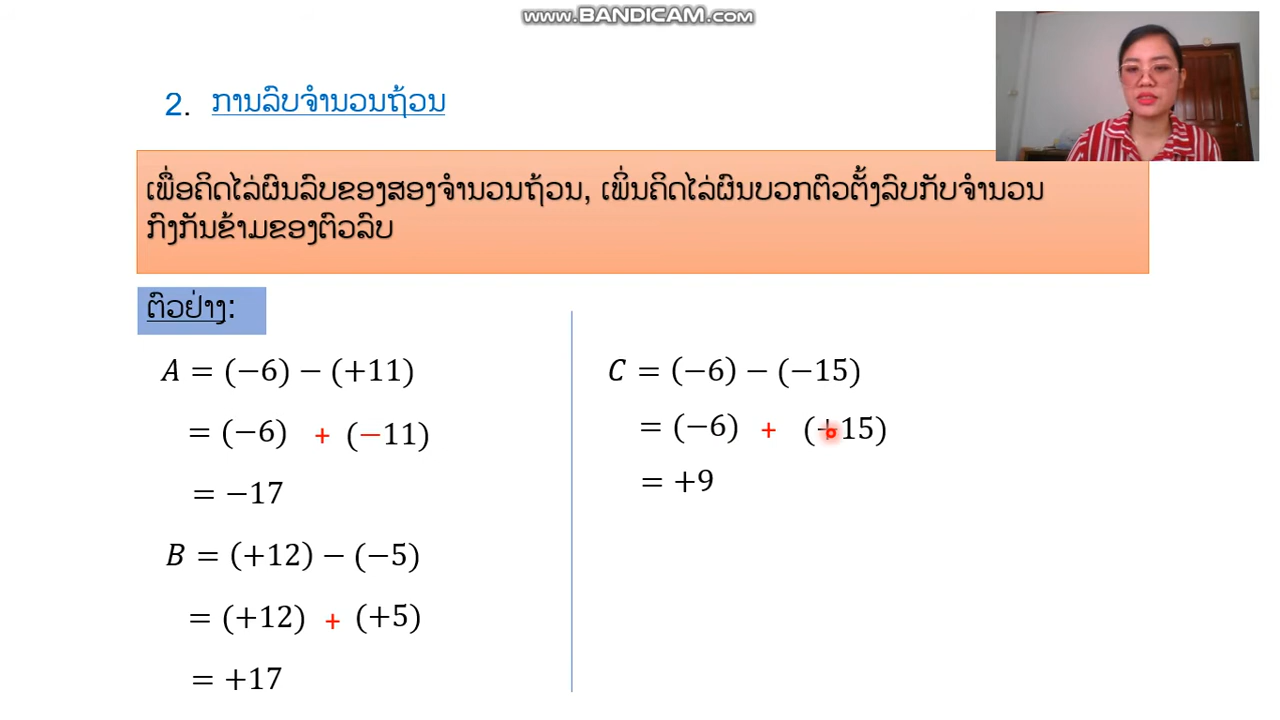 www.BANDICAM.com
2. ການລົບຈຳນວນຖ້ວນ
ເພື່ອຄິດໄລ່ຜົນລົບຂອງສອງຈຳນວນຖ້ວນ, ເພິ່ນຄິດໄລ່ຜົນບວກຕົວຕັ້ງລົບກັບຈຳນວນ
ກົງກັນຂ້າມຂອງຕົວລົບ
ຕົວຢ່າງ:
A = (−6) − (+11)
= (−6) + (−11)
= −17
B = (+12) − (−5)
= (+12) + (+5)
= +17
C = (−6) − (−15)
= (−6) + (+15)
= +9